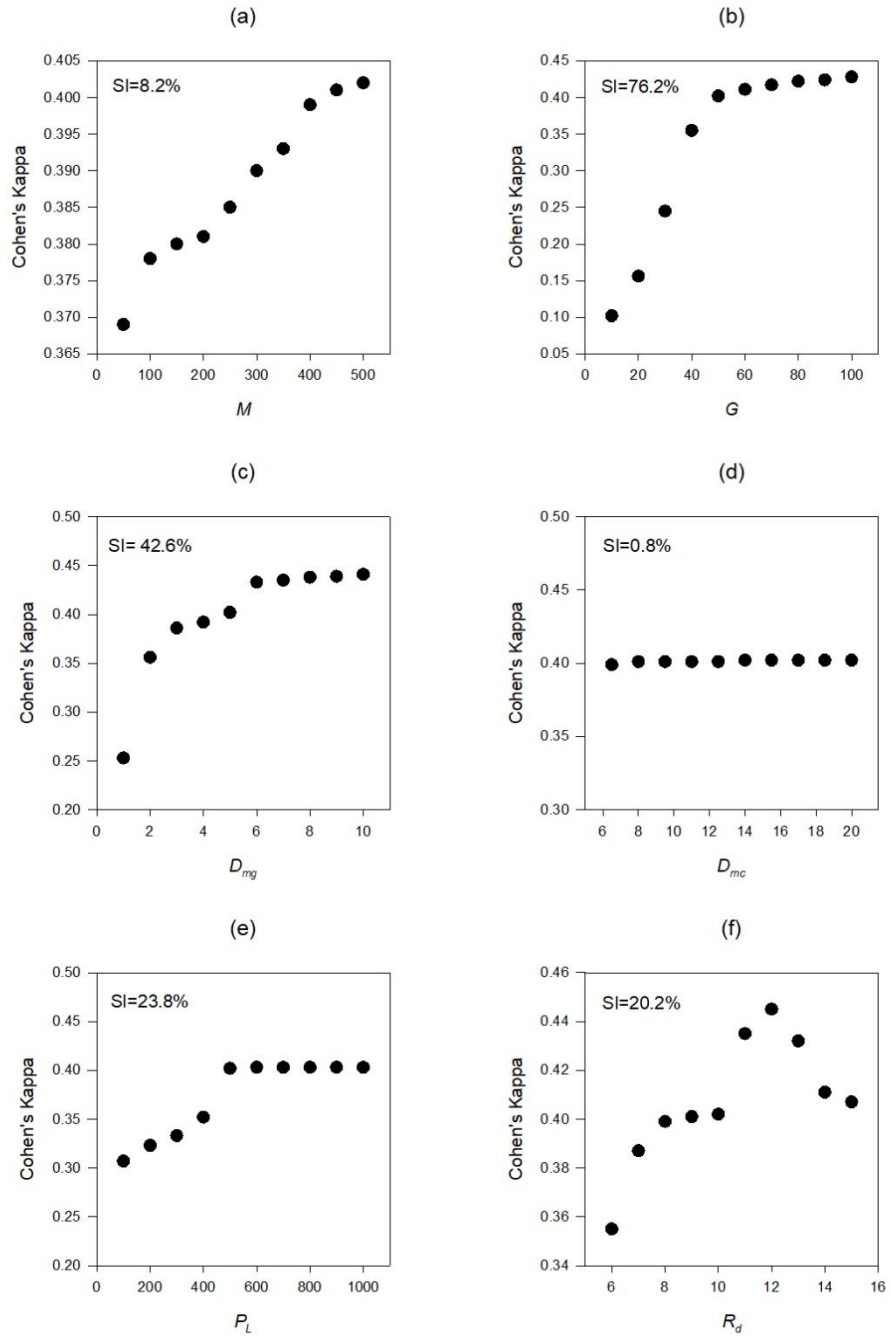 (a)
SI=8.2%
Cohen's Kappa
0.405
0.400
0.395
0.390
0.385
0.380
0.375
0.370
0.365
0 100 200 300 400 500
M
(b)
SI=76.2%
Cohen's Kappa
0.45
0.40
0.35
0.30
0.25
0.20
0.15
0.10
0.05
0 20 40 60 80 100
G
(c)
SI= 42.6%
Cohen's Kappa
0.50
0.45
0.40
0.35
0.30
0.25
0.20
0 2 4 6 8 10
D_mg
(d)
SI=0.8%
Cohen's Kappa
0.50
0.45
0.40
0.35
0.30
6 8 10 12 14 16 18 20
D_mc
(e)
SI=23.8%
Cohen's Kappa
0.50
0.45
0.40
0.35
0.30
0.25
0.20
0 200 400 600 800 1000
P_L
(f)
SI=20.2%
Cohen's Kappa
0.46
0.44
0.42
0.40
0.38
0.36
0.34
6 8 10 12 14 16
R_d